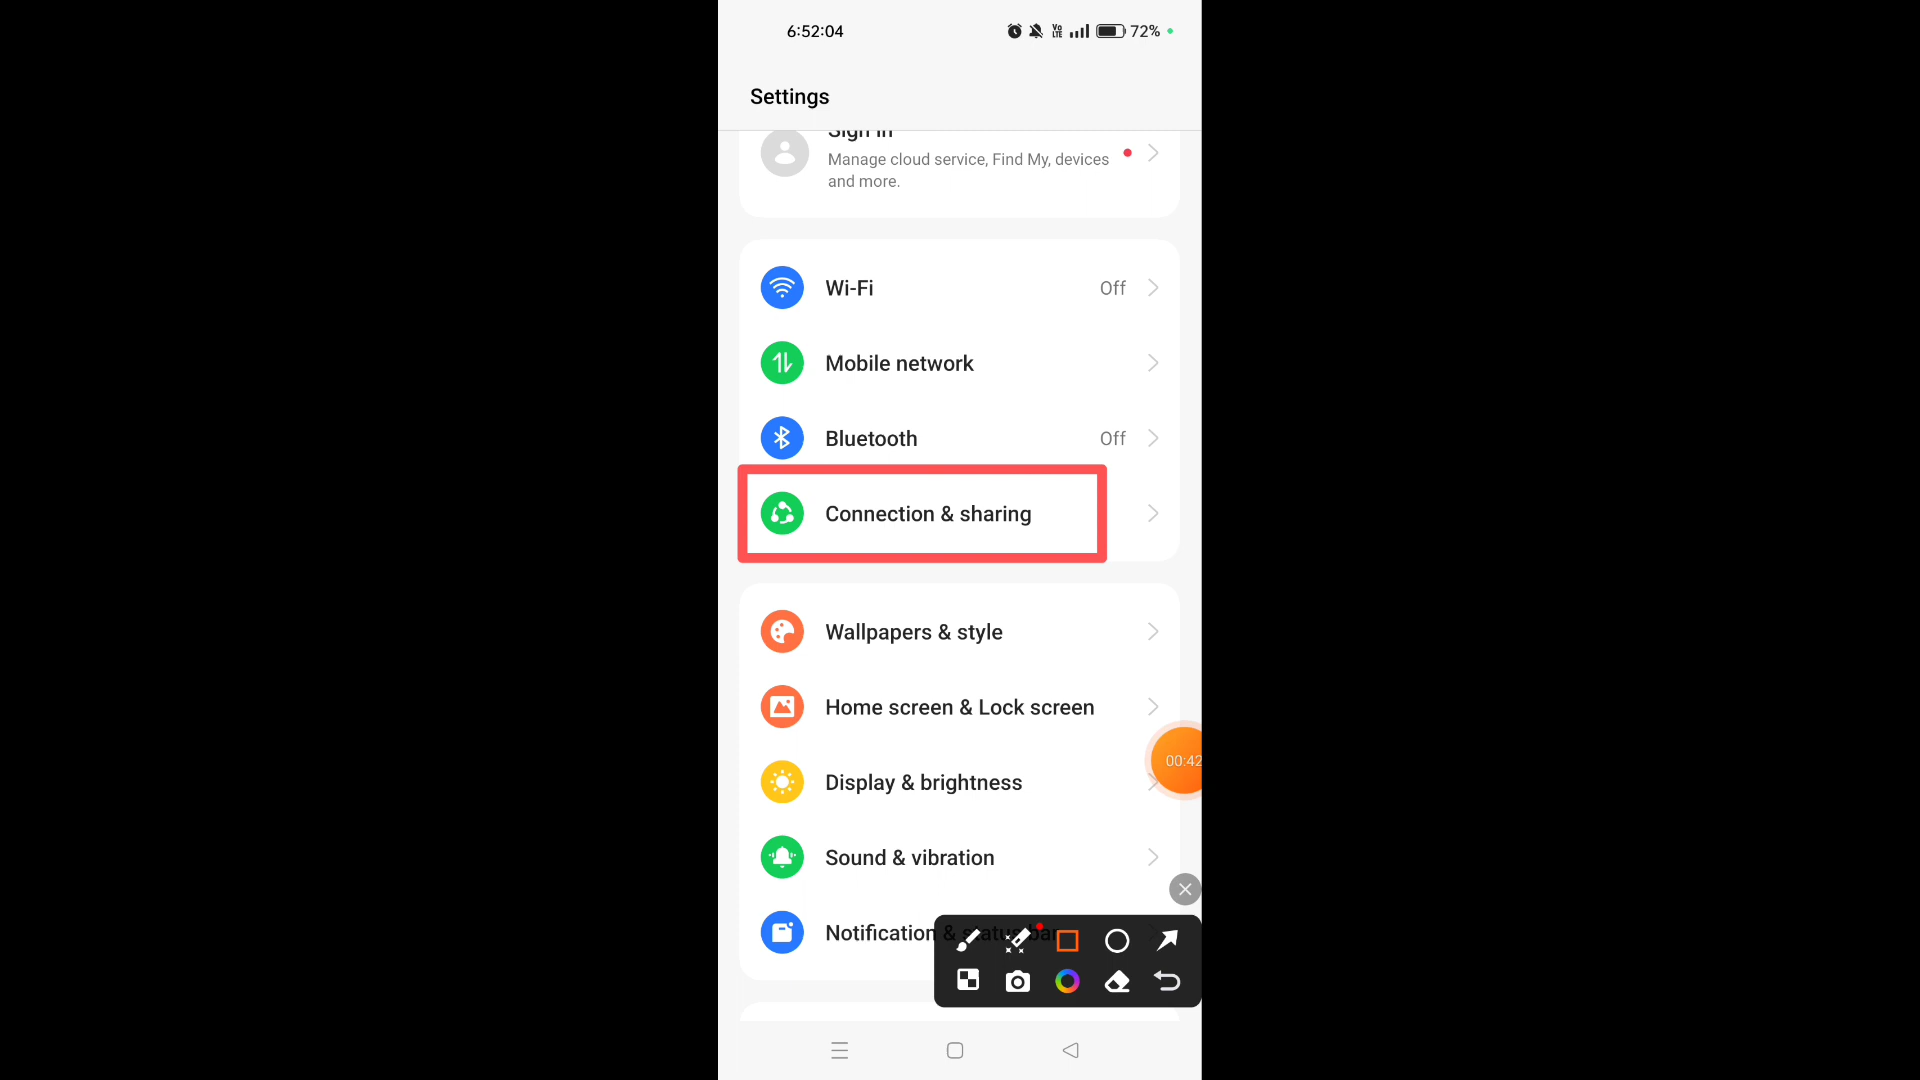 6:52:04
Vo LTE 72%
Settings
Sign in
Manage cloud service, Find My, devices
and more.
Wi-Fi Off
Mobile network
Bluetooth Off
Connection & sharing
Wallpapers & style
Home screen & Lock screen
Display & brightness
00:42
Sound & vibration
Notification & status bar